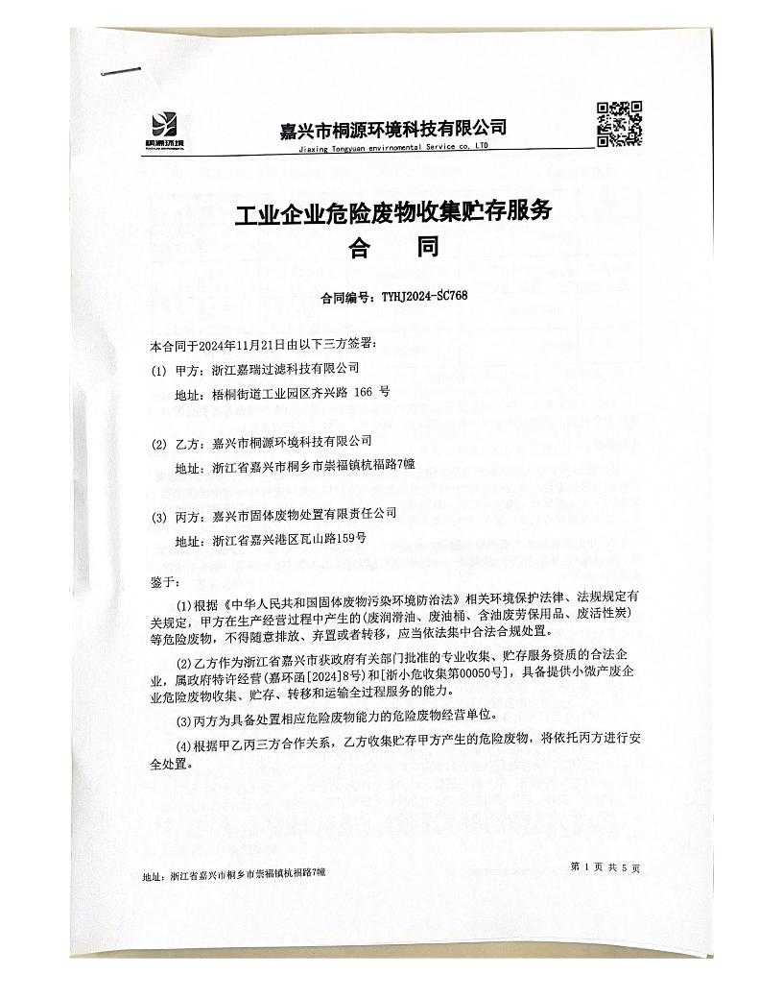 桐源环境
嘉兴市桐源环境科技有限公司
Jiaxing Tongyuan envirnomental Service co. LTD
工业企业危险废物收集贮存服务
合 同
合同编号：TYHJ2024-SC768
本合同于2024年11月21日由以下三方签署：
(1) 甲方：浙江嘉瑞过滤科技有限公司
地址：梧桐街道工业园区齐兴路 166 号
(2) 乙方：嘉兴市桐源环境科技有限公司
地址：浙江省嘉兴市桐乡市崇福镇杭福路7幢
(3) 丙方：嘉兴市固体废物处置有限责任公司
地址：浙江省嘉兴港区瓦山路159号
鉴于：
(1)根据《中华人民共和国固体废物污染环境防治法》相关环境保护法律、法规规定有
关规定，甲方在生产经营过程中产生的(废润滑油、废油桶、含油废劳保用品、废活性炭)
等危险废物，不得随意排放、弃置或者转移，应当依法集中合法合规处置。
(2)乙方作为浙江省嘉兴市获政府有关部门批准的专业收集、贮存服务资质的合法企
业，属政府特许经营(嘉环函[2024]8号)和[浙小危收集第00050号]，具备提供小微产废企
业危险废物收集、贮存、转移和运输全过程服务的能力。
(3)丙方为具备处置相应危险废物能力的危险废物经营单位。
(4)根据甲乙丙三方合作关系，乙方收集贮存甲方产生的危险废物，将依托丙方进行安
全处置。
地址：浙江省嘉兴市桐乡市崇福镇杭福路7幢
第 1 页 共 5 页